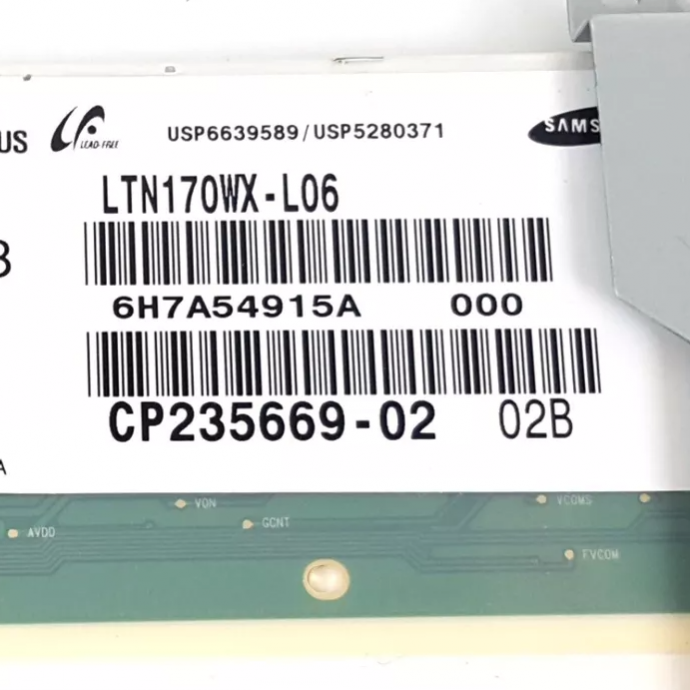 US LEAD-FREE USP6639589/USP5280371 SAMS
LTN170WX-L06
6H7A54915A 000
CP235669-02 02B
A
VON VCOMS
AVDD GCNT
FVCOM